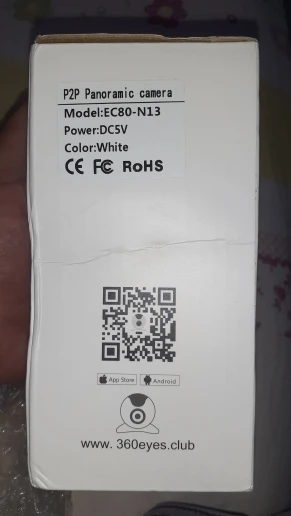 P2P Panoramic camera
Model:EC80-N13
Power:DC5V
Color:White
CE FC RoHS
App Store Android
www. 360eyes.club